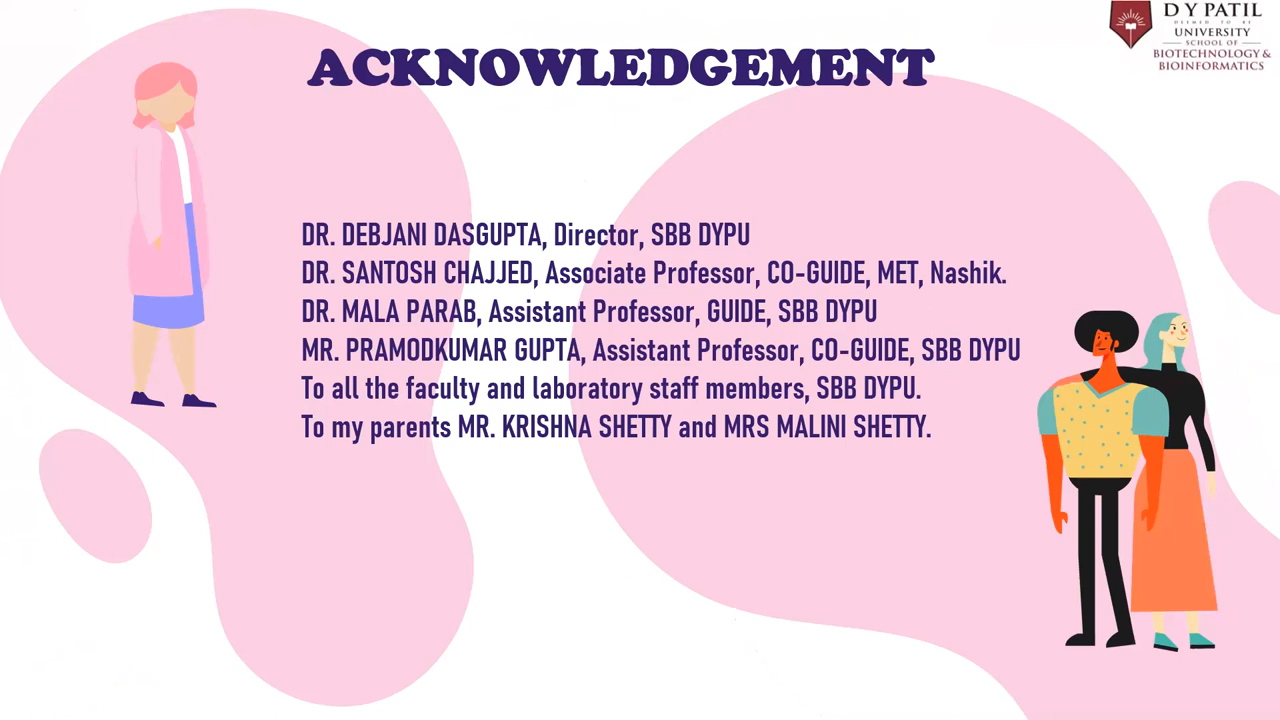 ACKNOWLEDGEMENT
D Y PATIL
DEEMED TO BE
UNIVERSITY
SCHOOL OF
BIOTECHNOLOGY &
BIOINFORMATICS
DR. DEBJANI DASGUPTA, Director, SBB DYPU
DR. SANTOSH CHAJJED, Associate Professor, CO-GUIDE, MET, Nashik.
DR. MALA PARAB, Assistant Professor, GUIDE, SBB DYPU
MR. PRAMODKUMAR GUPTA, Assistant Professor, CO-GUIDE, SBB DYPU
To all the faculty and laboratory staff members, SBB DYPU.
To my parents MR. KRISHNA SHETTY and MRS MALINI SHETTY.